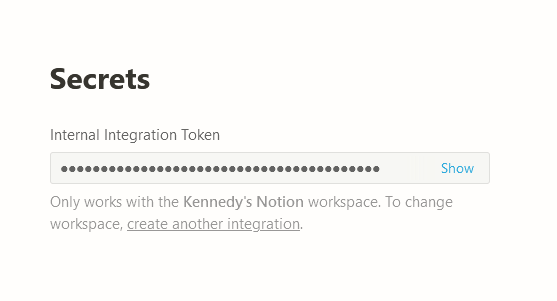 Secrets
Internal Integration Token
●●●●●●●●●●●●●●●●●●●●●●●●●●●●●●●●●●●●●●●● Show
Only works with the Kennedy's Notion workspace. To change
workspace, create another integration.